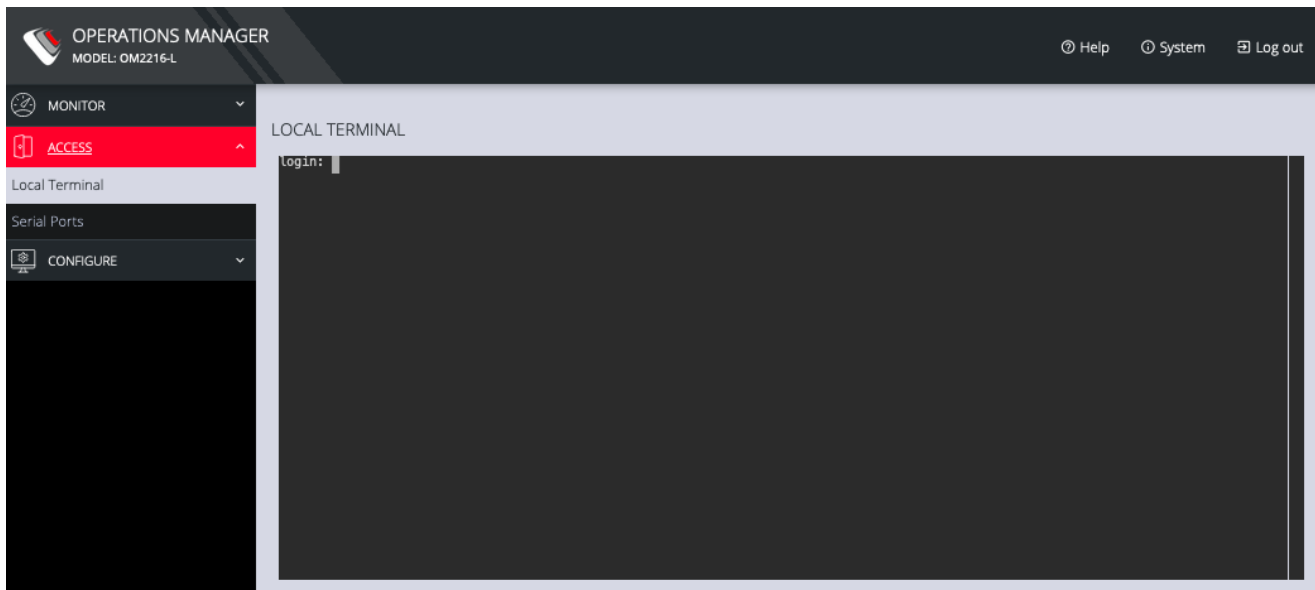 OPERATIONS MANAGER
MODEL: OM2216-L
Help System Log out
MONITOR
ACCESS
Local Terminal
Serial Ports
CONFIGURE
LOCAL TERMINAL
login: